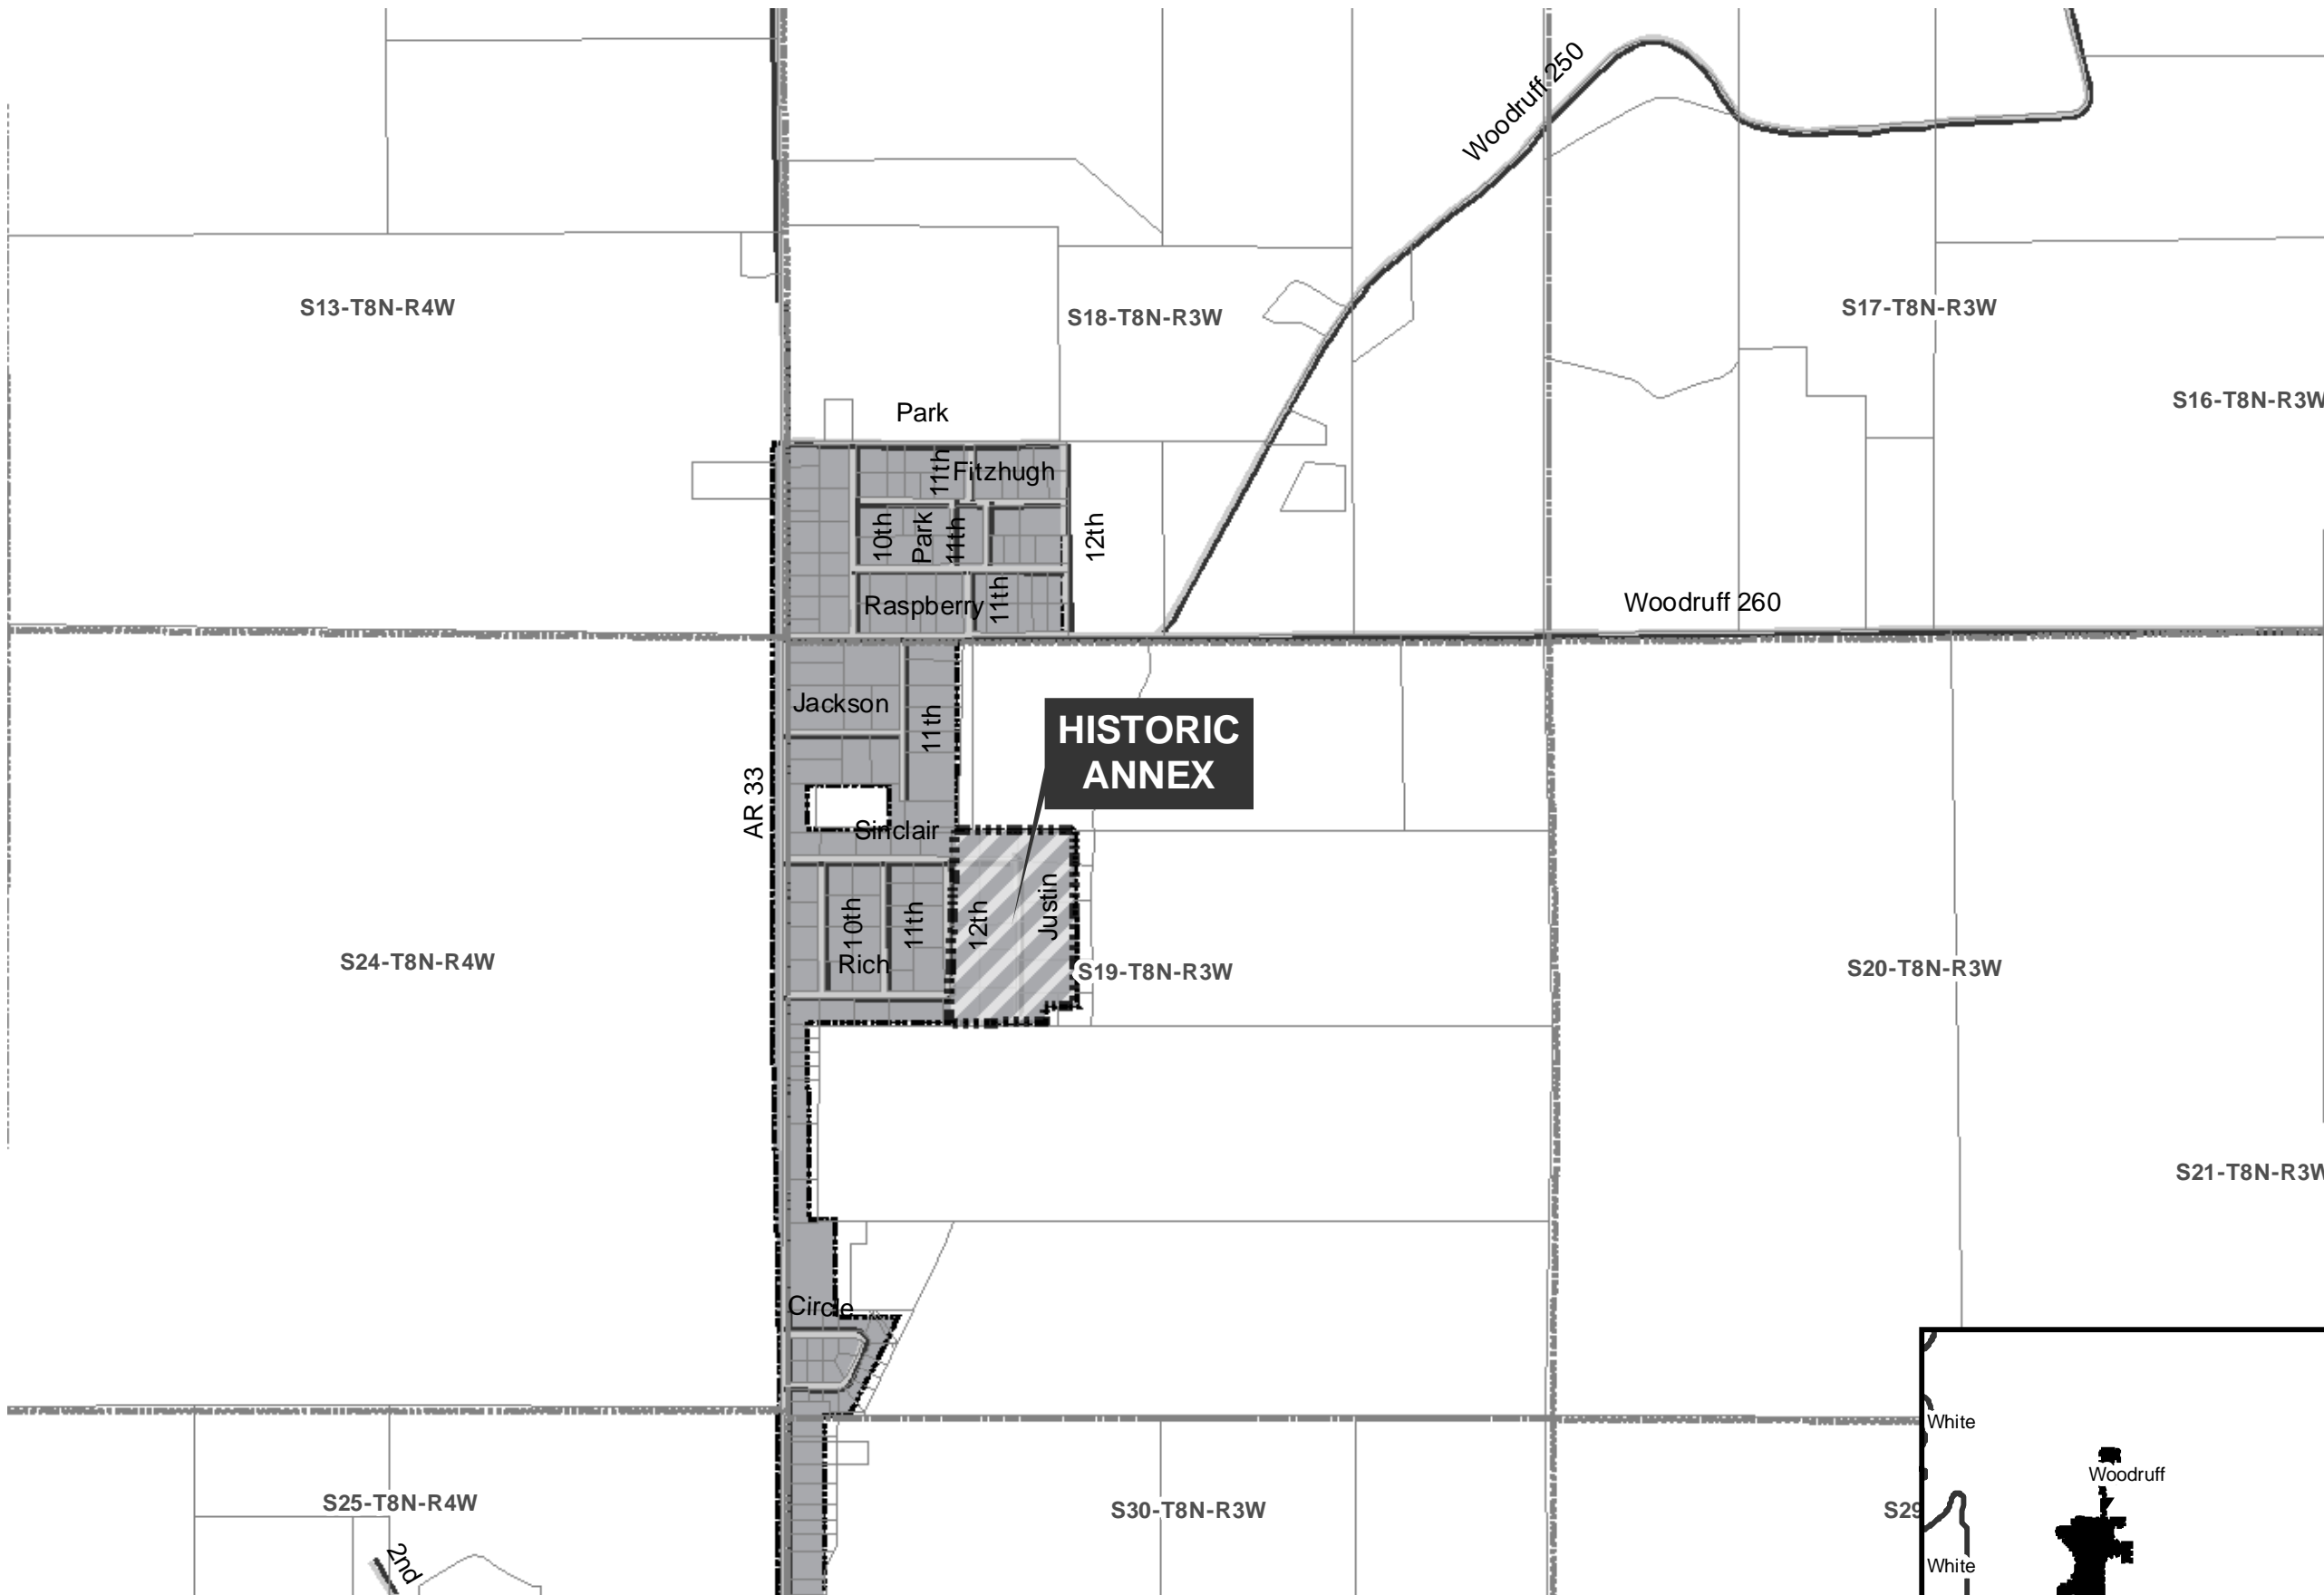 Woodruff 250
S13-T8N-R4W
S18-T8N-R3W
S17-T8N-R3W
S16-T8N-R3W
Park
11th
Fitzhugh
10th
Park
11th
12th
Raspberry
11th
Woodruff 260
Jackson
11th
HISTORIC
ANNEX
AR 33
Sinclair
10th
11th
12th
Justin
Rich
S24-T8N-R4W
S19-T8N-R3W
S20-T8N-R3W
S21-T8N-R3W
Circle
White
Woodruff
S25-T8N-R4W
S30-T8N-R3W
S29
2nd
White